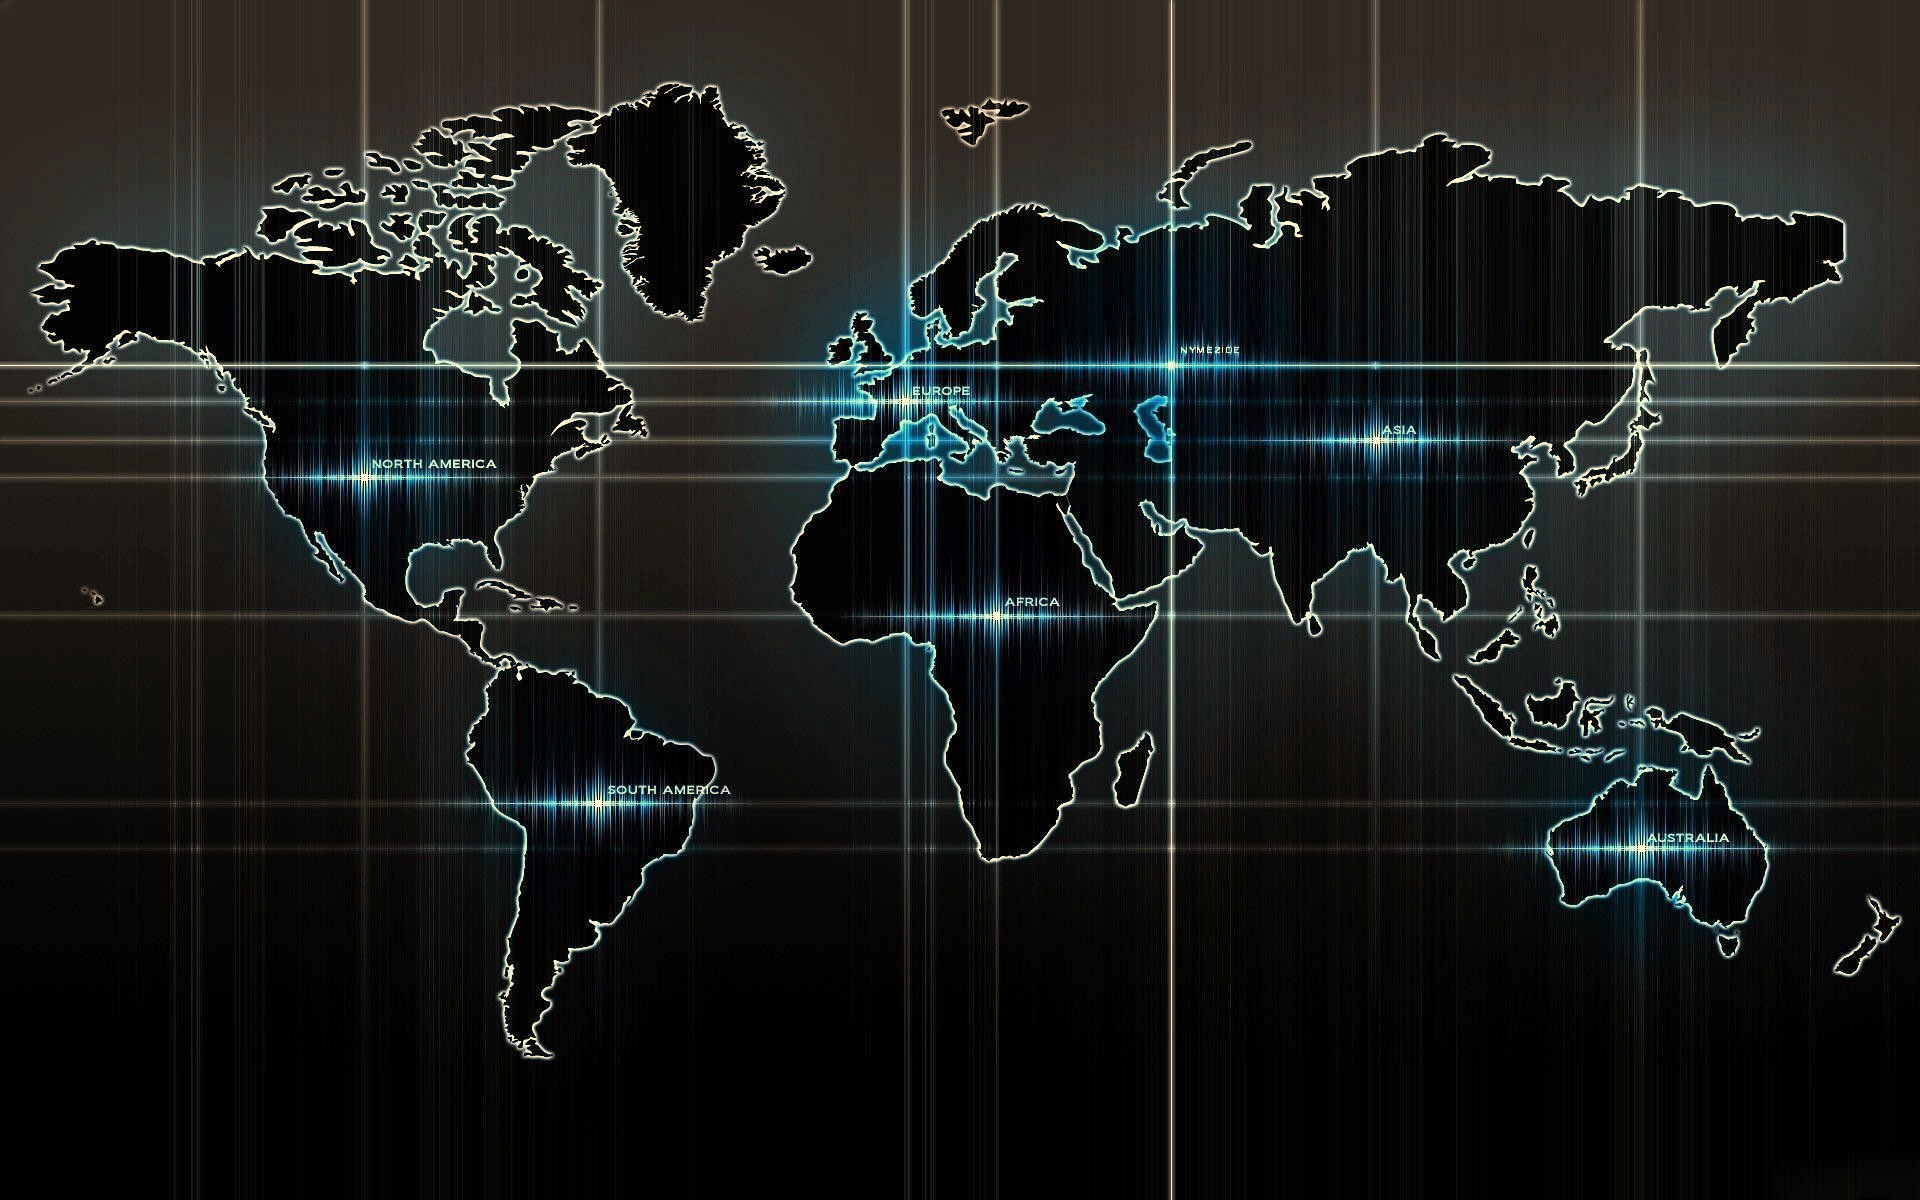 NYMEZIDE
EUROPE
ASIA
NORTH AMERICA
AFRICA
SOUTH AMERICA
AUSTRALIA